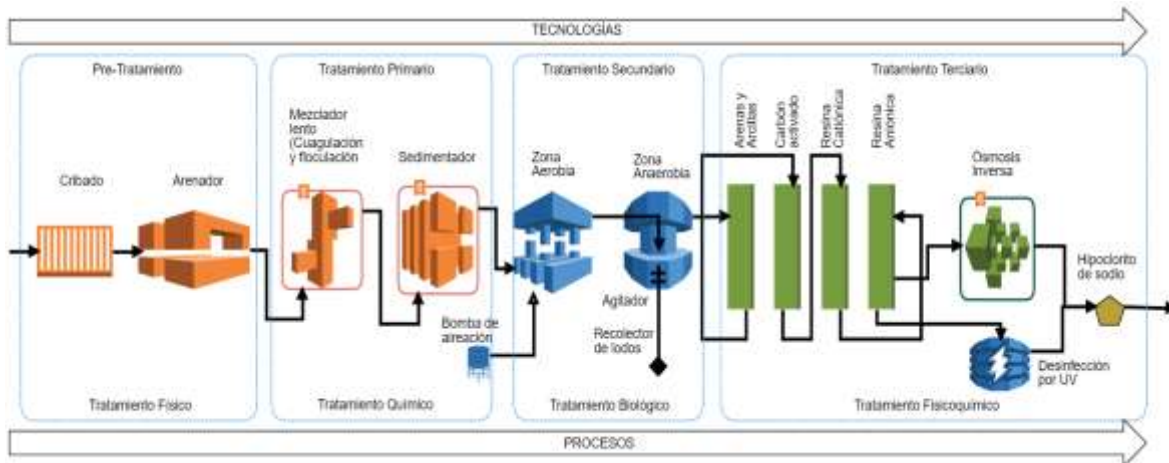 TECNOLOGÍAS
Pre-Tratamiento
Tratamiento Primario
Tratamiento Secundario
Tratamiento Terciario
Cribado
Arenador
Mezclador
lento
(Cuagulación
y floculación
Sedimentador
Zona
Aerobia
Zona
Anaerobia
Arenas y
Arcillas
Carbón
activado
Resina
Catiónica
Resina
Aniónica
Ósmosis
Inversa
Hipoclorito
de sodio
Bomba de
aireación
Agitador
Recolector
de lodos
Desinfección
por UV
Tratamiento Físico
Tratamiento Químico
Tratamiento Biológico
Tratamiento Fisicoquímico
PROCESOS